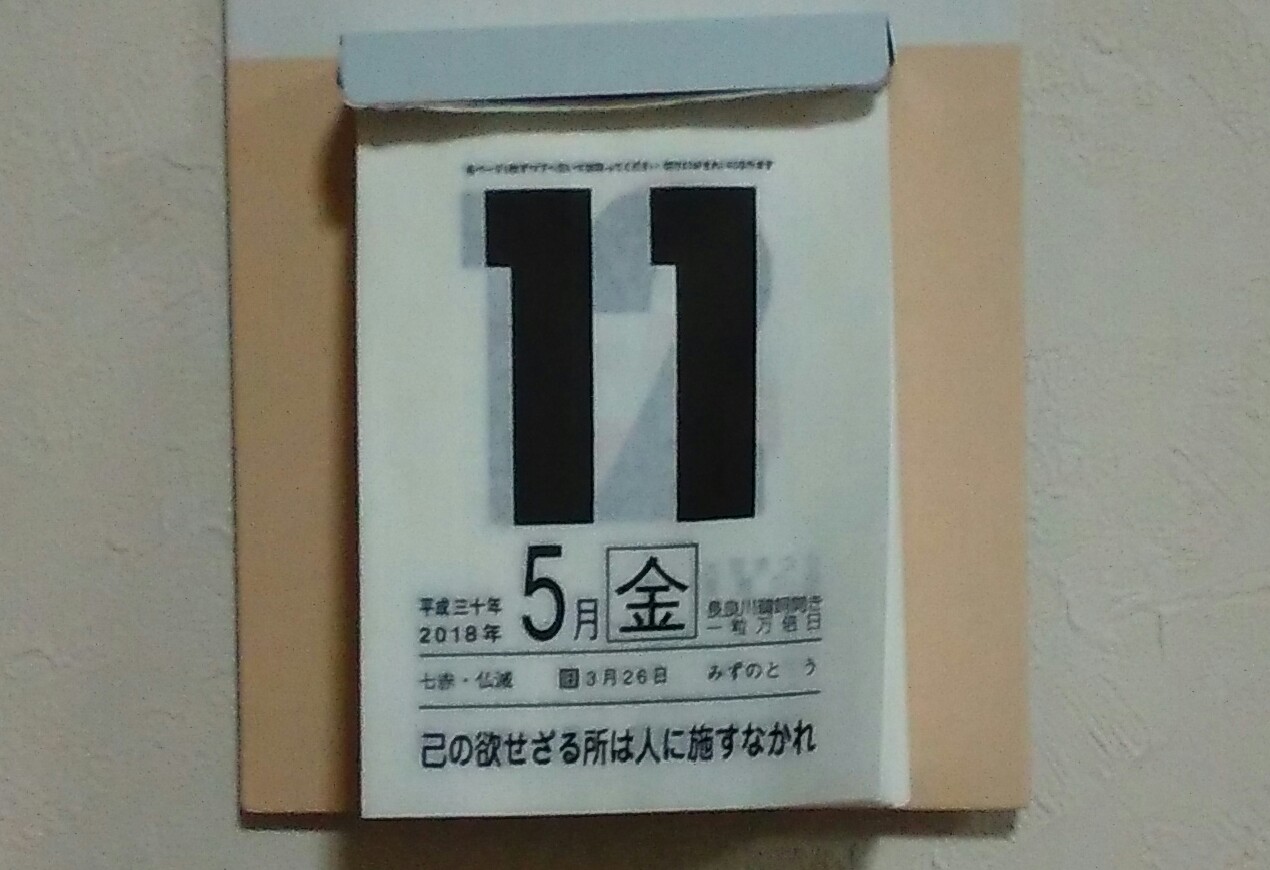 11
平成三十年
2018年
5月
金
長良川鵜飼開き
一粒万倍日
七赤・仏滅
旧3月26日
みずのと う
己の欲せざる所は人に施すなかれ